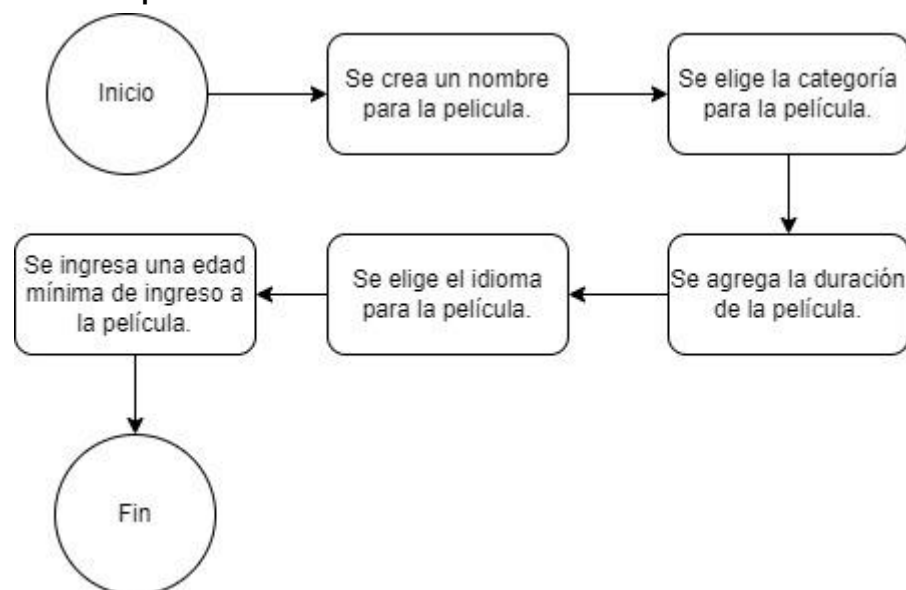 Inicio
Se crea un nombre
para la pelicula.
Se elige la categoría
para la película.
Se agrega la duración
de la película.
Se elige el idioma
para la película.
Se ingresa una edad
mínima de ingreso a
la película.
Fin